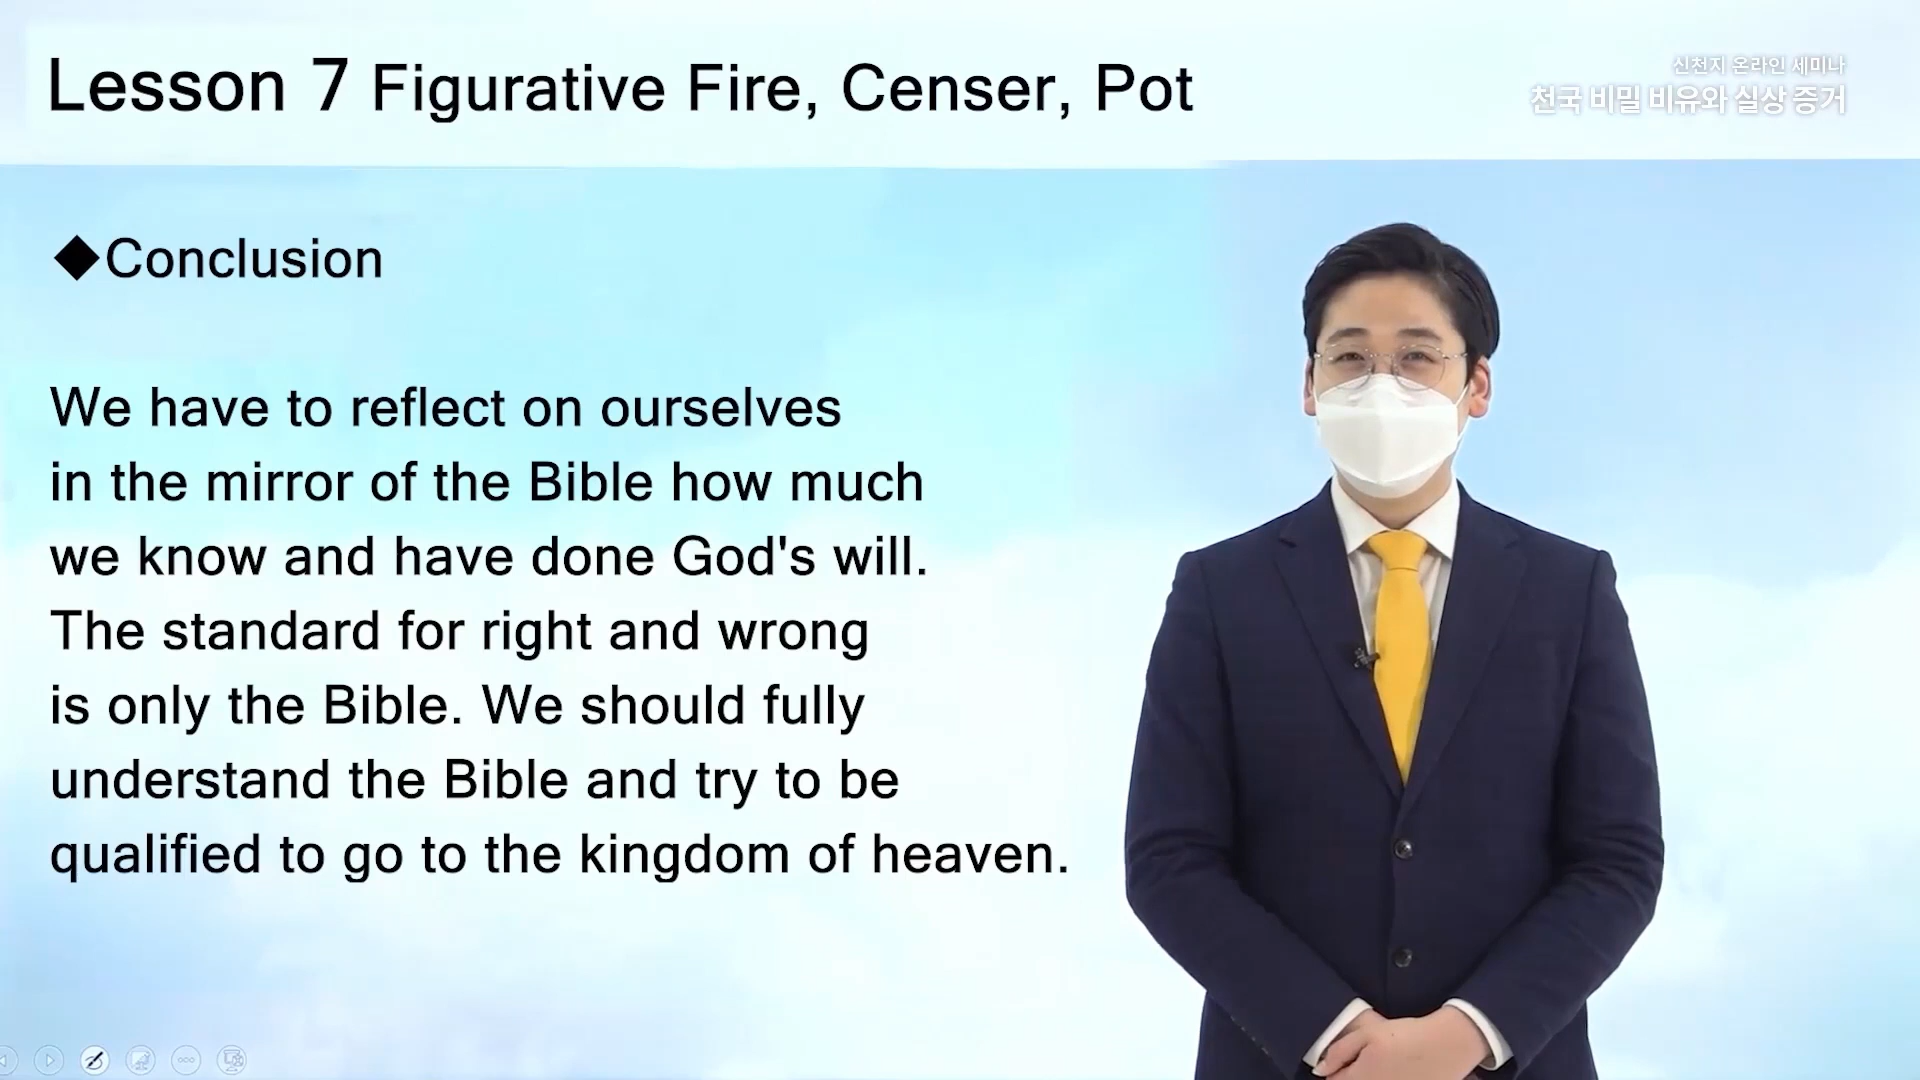 Lesson 7 Figurative Fire, Censer, Pot
신천지 온라인 세미나
천국 비밀 비유와 실상 증거
◆Conclusion
We have to reflect on ourselves
in the mirror of the Bible how much
we know and have done God's will.
The standard for right and wrong
is only the Bible. We should fully
understand the Bible and try to be
qualified to go to the kingdom of heaven.